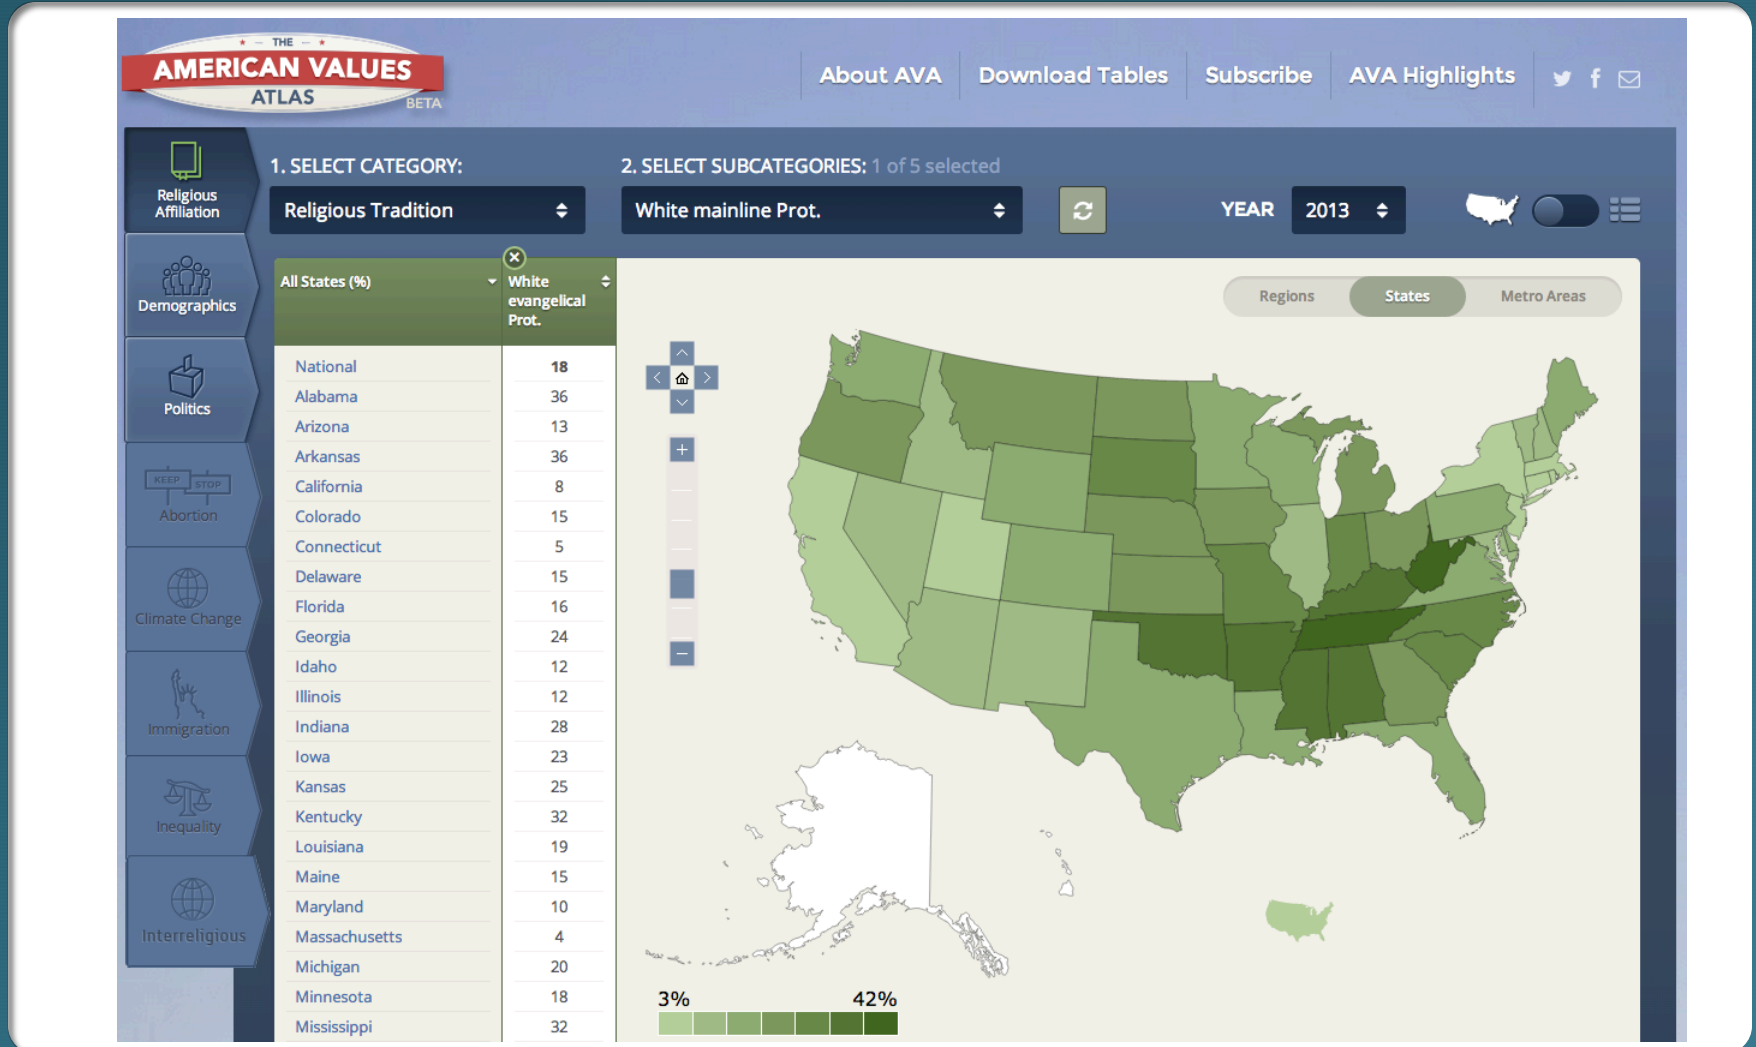 THE
AMERICAN VALUES
ATLAS
BETA
About AVA
Download Tables
Subscribe
AVA Highlights
Religious
Affiliation
Demographics
Politics
KEEP
STOP
Abortion
Climate Change
Immigration
Inequality
Interreligious
1. SELECT CATEGORY:
Religious Tradition
2. SELECT SUBCATEGORIES: 1 of 5 selected
White mainline Prot.
YEAR
2013
All States (%)
White
evangelical
Prot.
National 18
Alabama 36
Arizona 13
Arkansas 36
California 8
Colorado 15
Connecticut 5
Delaware 15
Florida 16
Georgia 24
Idaho 12
Illinois 12
Indiana 28
Iowa 23
Kansas 25
Kentucky 32
Louisiana 19
Maine 15
Maryland 10
Massachusetts 4
Michigan 20
Minnesota 18
Mississippi 32
Regions
States
Metro Areas
3%
42%